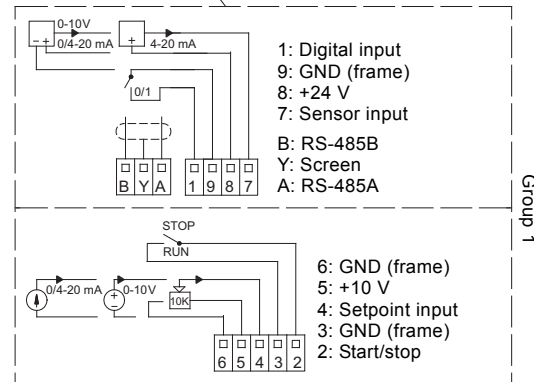 0-10V
0/4-20 mA
4-20 mA
0/1
1: Digital input
9: GND (frame)
8: +24 V
7: Sensor input
B: RS-485B
Y: Screen
A: RS-485A
B Y A 1 9 8 7
Group 1
STOP
RUN
0/4-20 mA
0-10V
10K
6: GND (frame)
5: +10 V
4: Setpoint input
3: GND (frame)
2: Start/stop
6 5 4 3 2